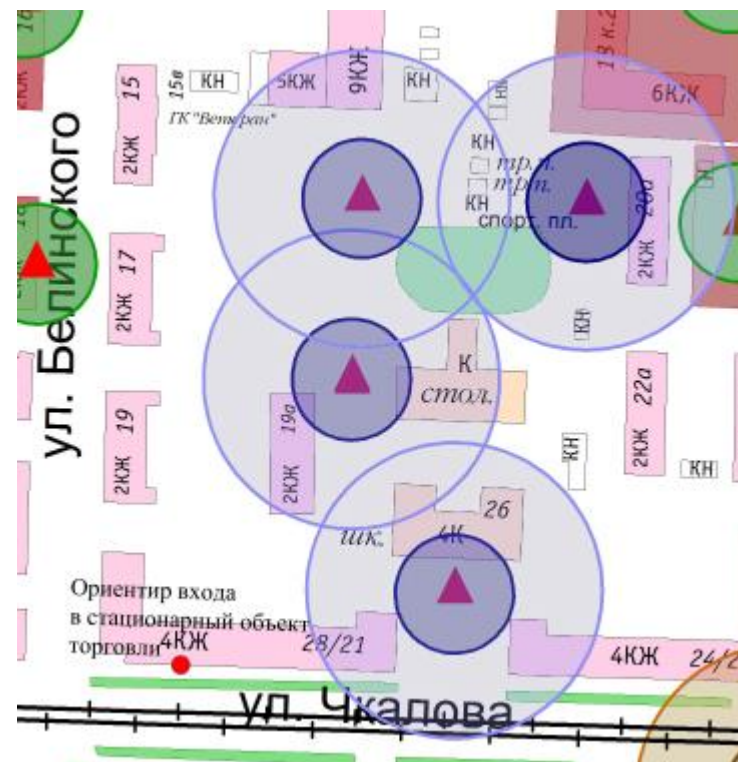 13 к.2
15
15в
КН
5КЖ
9КЖ
КН
КН
6КЖ
ГК "Ветеран"
2КЖ
КН
тр.п.
тр.п.
КН
спорт. пл.
20а
2КЖ
ул. Белинского
17
2КЖ
КН
К
стол.
19
2КЖ
19а
2КЖ
22а
2КЖ
КН
КН
26
4К
шк.
Ориентир входа
в стационарный объект
торговли
4КЖ
28/21
4КЖ
ул. Чкалова